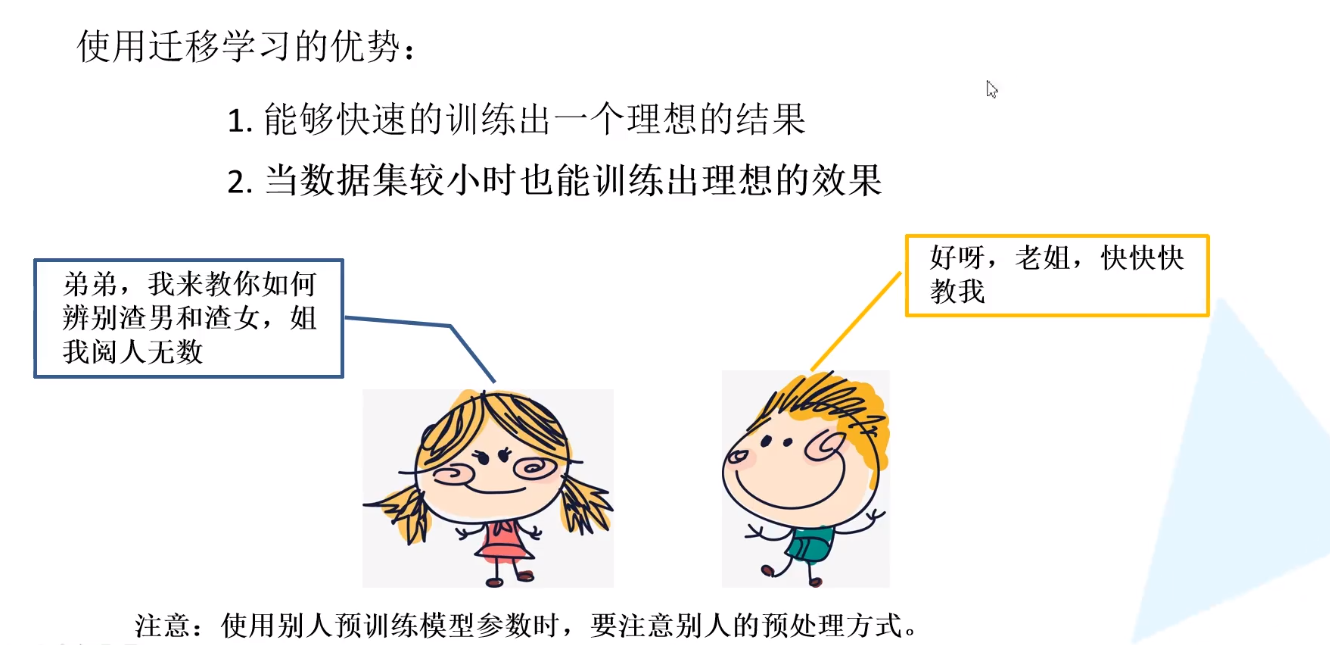 使用迁移学习的优势：
1. 能够快速的训练出一个理想的结果
2. 当数据集较小时也能训练出理想的效果
弟弟，我来教你如何
辨别渣男和渣女，姐
我阅人无数
好呀，老姐，快快快
教我
注意：使用别人预训练模型参数时，要注意别人的预处理方式。